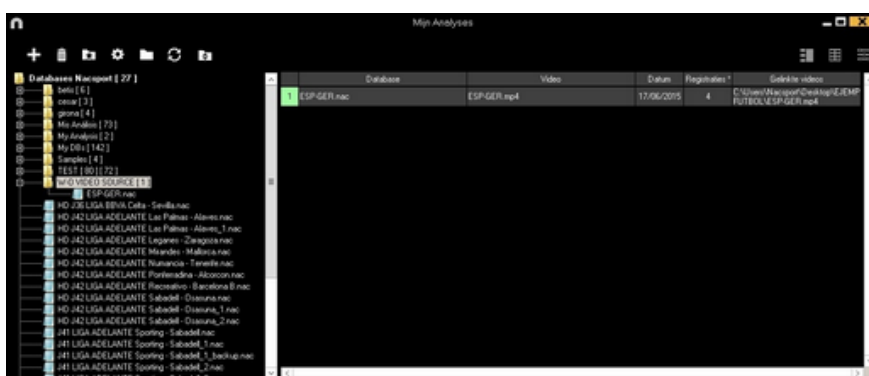 Mijn Analyses
Databases Nacsport [ 27 ]
betis [ 6 ]
cesar [ 3 ]
girona [ 4 ]
Mis Análisis [ 73 ]
My Analysis [ 2 ]
My DBs [ 142 ]
Samples [ 4 ]
TEST [ 80 ] [ 72 ]
W-O VIDEO SOURCE [ 1 ]
ESP-GER.nac
HD J36 LIGA BBVA Celta - Sevilla.nac
HD J42 LIGA ADELANTE Las Palmas - Alaves.nac
HD J42 LIGA ADELANTE Las Palmas - Alaves_1.nac
HD J42 LIGA ADELANTE Leganes - Zaragoza.nac
HD J42 LIGA ADELANTE Mirandes - Mallorca.nac
HD J42 LIGA ADELANTE Numancia - Tenerife.nac
HD J42 LIGA ADELANTE Ponferradina - Alcorcon.nac
HD J42 LIGA ADELANTE Recreativo - Barcelona B.nac
HD J42 LIGA ADELANTE Sabadell - Osasuna.nac
HD J42 LIGA ADELANTE Sabadell - Osasuna_1.nac
HD J42 LIGA ADELANTE Sabadell - Osasuna_2.nac
J41 LIGA ADELANTE Sporting - Sabadell.nac
J41 LIGA ADELANTE Sporting - Sabadell_1.nac
J41 LIGA ADELANTE Sporting - Sabadell_1_backup.nac
J41 LIGA ADELANTE Sporting - Sabadell_2.nac
Database Video Datum Registraties * Gelinkte videos
1 ESP-GER.nac ESP-GER.mp4 17/06/2015 4 C:\Users\Nacsport\Desktop\EJEMP
FUTBOL\ESP-GER.mp4